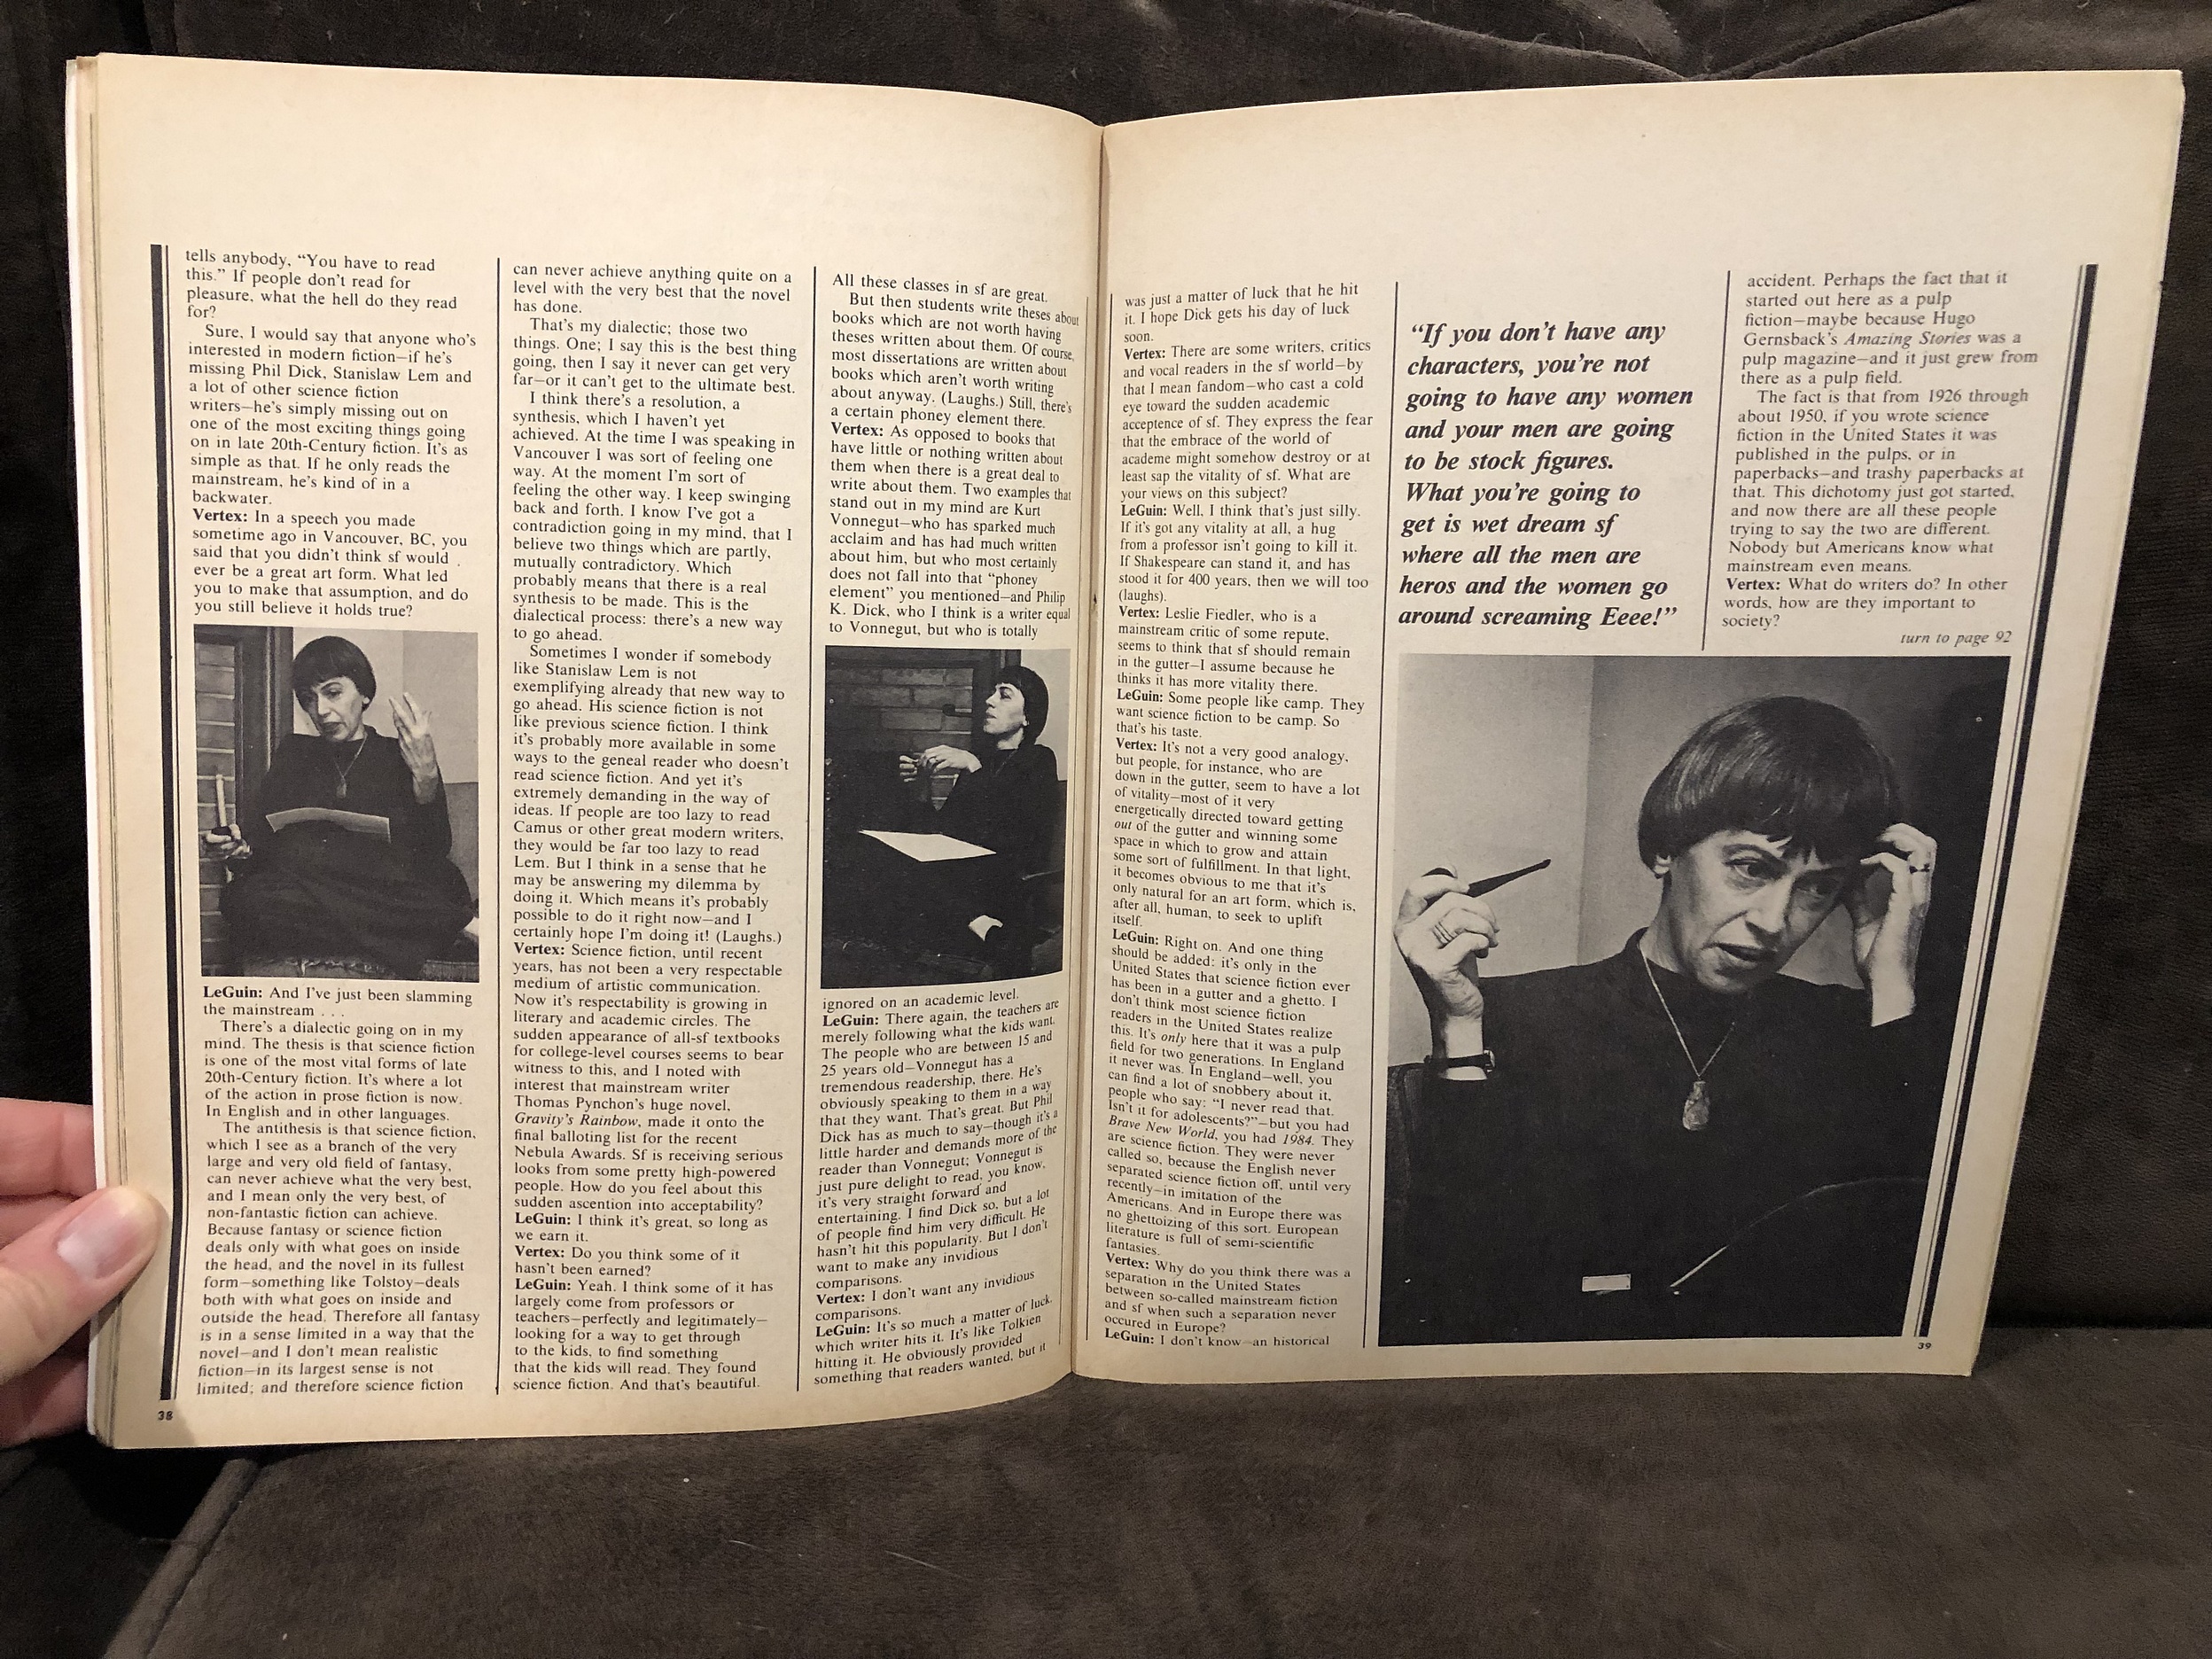 tells anybody, “You have to read
this.” If people don't read for
pleasure, what the hell do they read
for?
Sure, I would say that anyone who's
interested in modern fiction—if he's
missing Phil Dick, Stanislaw Lem and
a lot of other science fiction
writers—he's simply missing out on
one of the most exciting things going
on in late 20th-Century fiction. It's as
simple as that. If he only reads the
mainstream, he's kind of in a
backwater.
Vertex: In a speech you made
sometime ago in Vancouver, BC, you
said that you didn't think sf would
ever be a great art form. What led
you to make that assumption, and do
you still believe it holds true?
LeGuin: And I've just been slamming
the mainstream . . .
There's a dialectic going on in my
mind. The thesis is that science fiction
is one of the most vital forms of late
20th-Century fiction. It's where a lot
of the action in prose fiction is now.
In English and in other languages.
The antithesis is that science fiction,
which I see as a branch of the very
large and very old field of fantasy,
can never achieve what the very best,
and I mean only the very best, of
non-fantastic fiction can achieve.
Because fantasy or science fiction
deals only with what goes on inside
the head, and the novel in its fullest
form—something like Tolstoy—deals
both with what goes on inside and
outside the head. Therefore all fantasy
is in a sense limited in a way that the
novel—and I don't mean realistic
fiction—in its largest sense is not
limited; and therefore science fiction
38
can never achieve anything quite on a
level with the very best that the novel
has done.
That's my dialectic; those two
things. One; I say this is the best thing
going, then I say it never can get very
far—or it can't get to the ultimate best.
I think there's a resolution, a
synthesis, which I haven't yet
achieved. At the time I was speaking in
Vancouver I was sort of feeling one
way. At the moment I'm sort of
feeling the other way. I keep swinging
back and forth. I know I've got a
contradiction going in my mind, that I
believe two things which are partly,
mutually contradictory. Which
probably means that there is a real
synthesis to be made. This is the
dialectical process: there's a new way
to go ahead.
Sometimes I wonder if somebody
like Stanislaw Lem is not
exemplifying already that new way to
go ahead. His science fiction is not
like previous science fiction. I think
it's probably more available in some
ways to the geneal reader who doesn't
read science fiction. And yet it's
extremely demanding in the way of
ideas. If people are too lazy to read
Camus or other great modern writers,
they would be far too lazy to read
Lem. But I think in a sense that he
may be answering my dilemma by
doing it. Which means it's probably
possible to do it right now—and I
certainly hope I'm doing it! (Laughs.)
Vertex: Science fiction, until recent
years, has not been a very respectable
medium of artistic communication.
Now it's respectability is growing in
literary and academic circles. The
sudden appearance of all-sf textbooks
for college-level courses seems to bear
witness to this, and I noted with
interest that mainstream writer
Thomas Pynchon's huge novel,
Gravity's Rainbow, made it onto the
final balloting list for the recent
Nebula Awards. Sf is receiving serious
looks from some pretty high-powered
people. How do you feel about this
sudden ascention into acceptability?
LeGuin: I think it's great, so long as
we earn it.
Vertex: Do you think some of it
hasn't been earned?
LeGuin: Yeah. I think some of it has
largely come from professors or
teachers—perfectly and legitimately—
looking for a way to get through
to the kids, to find something
that the kids will read. They found
science fiction. And that's beautiful.
All these classes in sf are great.
But then students write theses about
books which are not worth having
theses written about them. Of course,
most dissertations are written about
books which aren't worth writing
about anyway. (Laughs.) Still, there's
a certain phoney element there.
Vertex: As opposed to books that
have little or nothing written about
them when there is a great deal to
write about them. Two examples that
stand out in my mind are Kurt
Vonnegut—who has sparked much
acclaim and has had much written
about him, but who most certainly
does not fall into that “phoney
element” you mentioned—and Philip
K. Dick, who I think is a writer equal
to Vonnegut, but who is totally
ignored on an academic level.
LeGuin: There again, the teachers are
merely following what the kids want.
The people who are between 15 and
25 years old—Vonnegut has a
tremendous readership, there. He's
obviously speaking to them in a way
that they want. That's great. But Phil
Dick has as much to say—though it's a
little harder and demands more of the
reader than Vonnegut; Vonnegut is
just pure delight to read, you know,
it's very straight forward and
entertaining. I find Dick so, but a lot
of people find him very difficult. He
hasn't hit this popularity. But I don't
want to make any invidious
comparisons.
Vertex: I don't want any invidious
comparisons.
LeGuin: It's so much a matter of luck.
which writer hits it. It's like Tolkien
hitting it. He obviously provided
something that readers wanted, but it
was just a matter of luck that he hit
it. I hope Dick gets his day of luck
soon.
Vertex: There are some writers, critics
and vocal readers in the sf world—by
that I mean fandom—who cast a cold
eye toward the sudden academic
acceptance of sf. They express the fear
that the embrace of the world of
academe might somehow destroy or at
least sap the vitality of sf. What are
your views on this subject?
LeGuin: Well, I think that's just silly.
If it's got any vitality at all, a hug
from a professor isn't going to kill it.
If Shakespeare can stand it, and has
stood it for 400 years, then we will too
(laughs).
Vertex: Leslie Fiedler, who is a
mainstream critic of some repute,
seems to think that sf should remain
in the gutter—I assume because he
thinks it has more vitality there.
LeGuin: Some people like camp. They
want science fiction to be camp. So
that's his taste.
Vertex: It's not a very good analogy,
but people, for instance, who are
down in the gutter, seem to have a lot
of vitality—most of it very
energetically directed toward getting
out of the gutter and winning some
space in which to grow and attain
some sort of fulfillment. In that light,
it becomes obvious to me that it's
only natural for an art form, which is,
after all, human, to seek to uplift
itself.
LeGuin: Right on. And one thing
should be added: it's only in the
United States that science fiction ever
has been in a gutter and a ghetto. I
don't think most science fiction
readers in the United States realize
this. It's only here that it was a pulp
field for two generations. In England
it never was. In England—well, you
can find a lot of snobbery about it,
people who say: “I never read that.
Isn't it for adolescents?”—but you had
Brave New World, you had 1984. They
are science fiction. They were never
called so, because the English never
separated science fiction off, until very
recently—in imitation of the
Americans. And in Europe there was
no ghettoizing of this sort. European
literature is full of semi-scientific
fantasies.
Vertex: Why do you think there was a
separation in the United States
between so-called mainstream fiction
and sf when such a separation never
occured in Europe?
LeGuin: I don't know—an historical
“If you don't have any
characters, you're not
going to have any women
and your men are going
to be stock figures.
What you're going to
get is wet dream sf
where all the men are
heros and the women go
around screaming Eeee!”
accident. Perhaps the fact that it
started out here as a pulp
fiction—maybe because Hugo
Gernsback's Amazing Stories was a
pulp magazine—and it just grew from
there as a pulp field.
The fact is that from 1926 through
about 1950, if you wrote science
fiction in the United States it was
published in the pulps, or in
paperbacks—and trashy paperbacks at
that. This dichotomy just got started,
and now there are all these people
trying to say the two are different.
Nobody but Americans know what
mainstream even means.
Vertex: What do writers do? In other
words, how are they important to
society?
turn to page 92
39